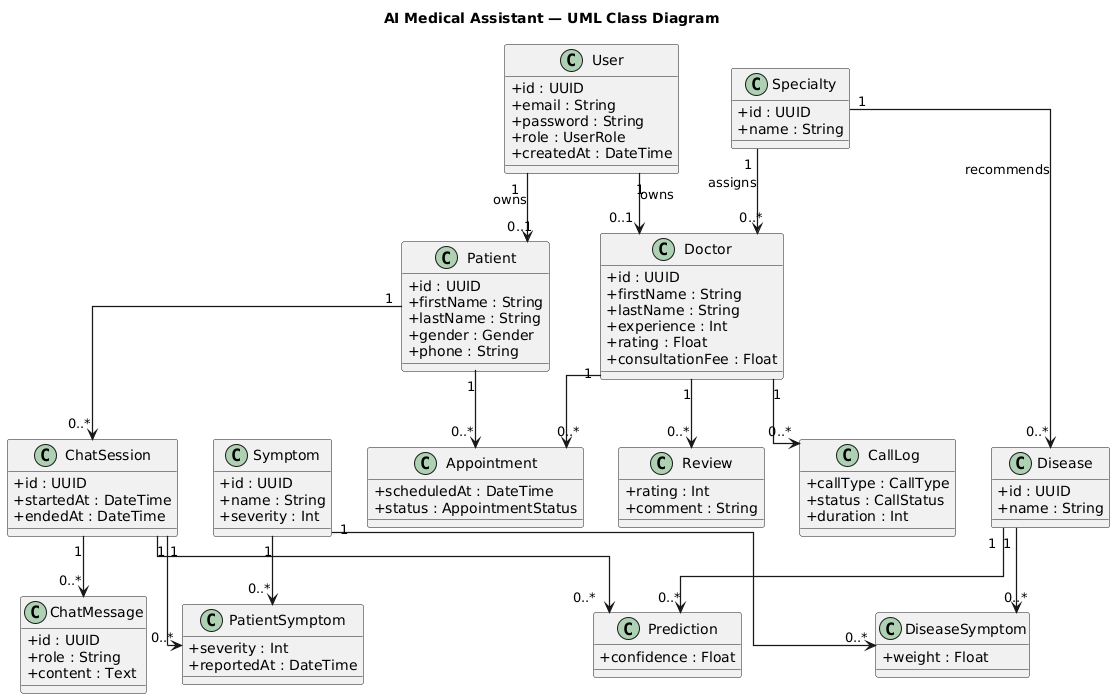 AI Medical Assistant — UML Class Diagram
C User
+id : UUID
+email : String
+password : String
+role : UserRole
+createdAt : DateTime
C Specialty
+id : UUID
+name : String
1
recommends
0..*
1
assigns
0..*
1
owns
0..1
1
owns
0..1
C Patient
+id : UUID
+firstName : String
+lastName : String
+gender : Gender
+phone : String
C Doctor
+id : UUID
+firstName : String
+lastName : String
+experience : Int
+rating : Float
+consultationFee : Float
1
0..*
1
0..*
1
0..*
1
0..*
1
0..*
C ChatSession
+id : UUID
+startedAt : DateTime
+endedAt : DateTime
C Symptom
+id : UUID
+name : String
+severity : Int
C Appointment
+scheduledAt : DateTime
+status : AppointmentStatus
C Review
+rating : Int
+comment : String
C CallLog
+callType : CallType
+status : CallStatus
+duration : Int
C Disease
+id : UUID
+name : String
1
0..*
1
0..*
1
0..*
1
0..*
1
0..*
1
0..*
1
0..*
C ChatMessage
+id : UUID
+role : String
+content : Text
C PatientSymptom
+severity : Int
+reportedAt : DateTime
C Prediction
+confidence : Float
C DiseaseSymptom
+weight : Float